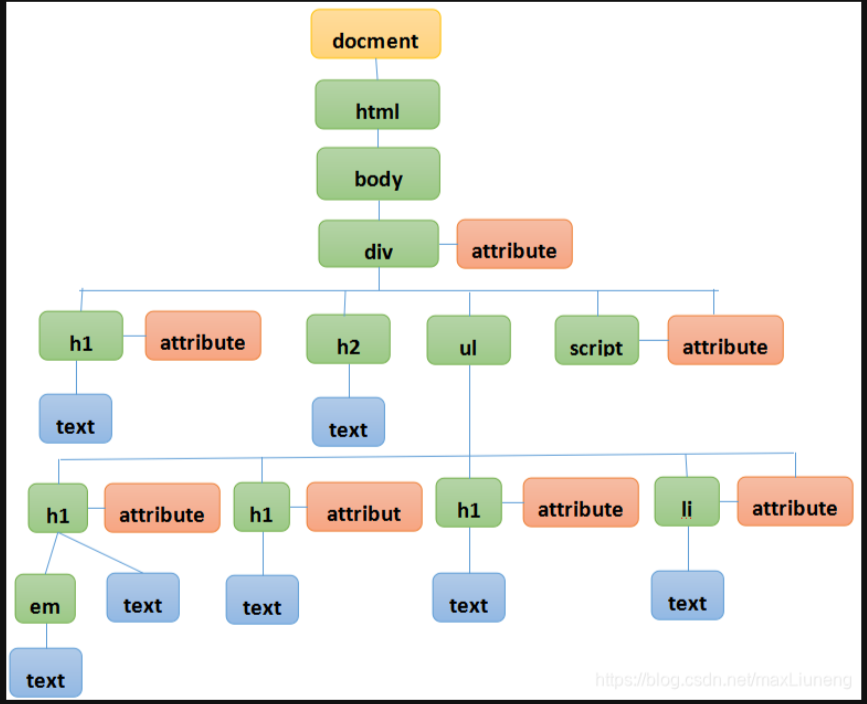 docment
html
body
div
attribute
h1
attribute
h2
ul
script
attribute
text
text
h1
attribute
h1
attribut
h1
attribute
li
attribute
em
text
text
text
text
text
https://blog.csdn.net/maxLiuneng